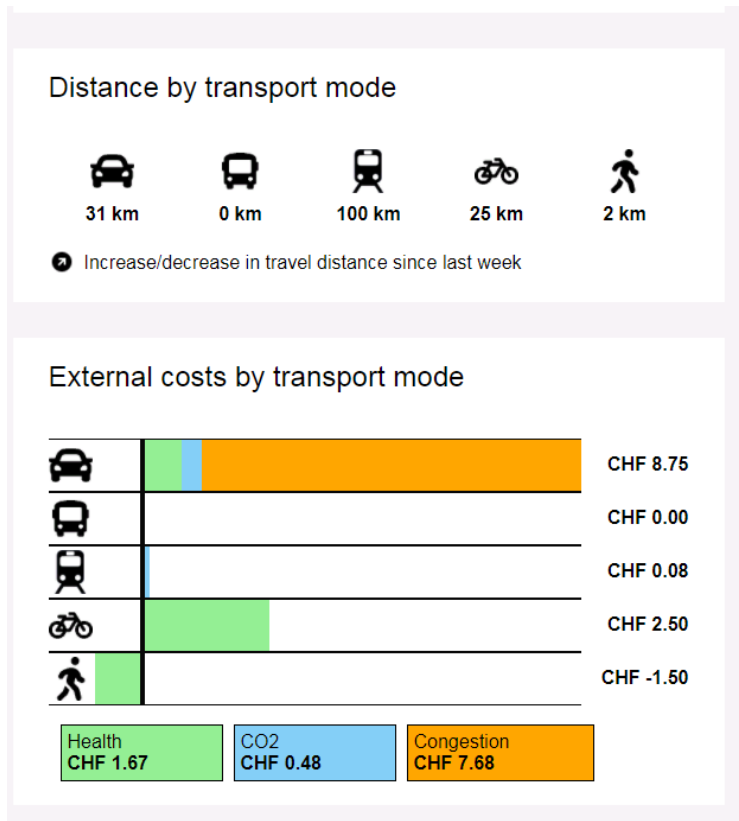 Distance by transport mode
31 km 0 km 100 km 25 km 2 km
Increase/decrease in travel distance since last week
External costs by transport mode
CHF 8.75
CHF 0.00
CHF 0.08
CHF 2.50
CHF -1.50
Health CO2 Congestion
CHF 1.67 CHF 0.48 CHF 7.68